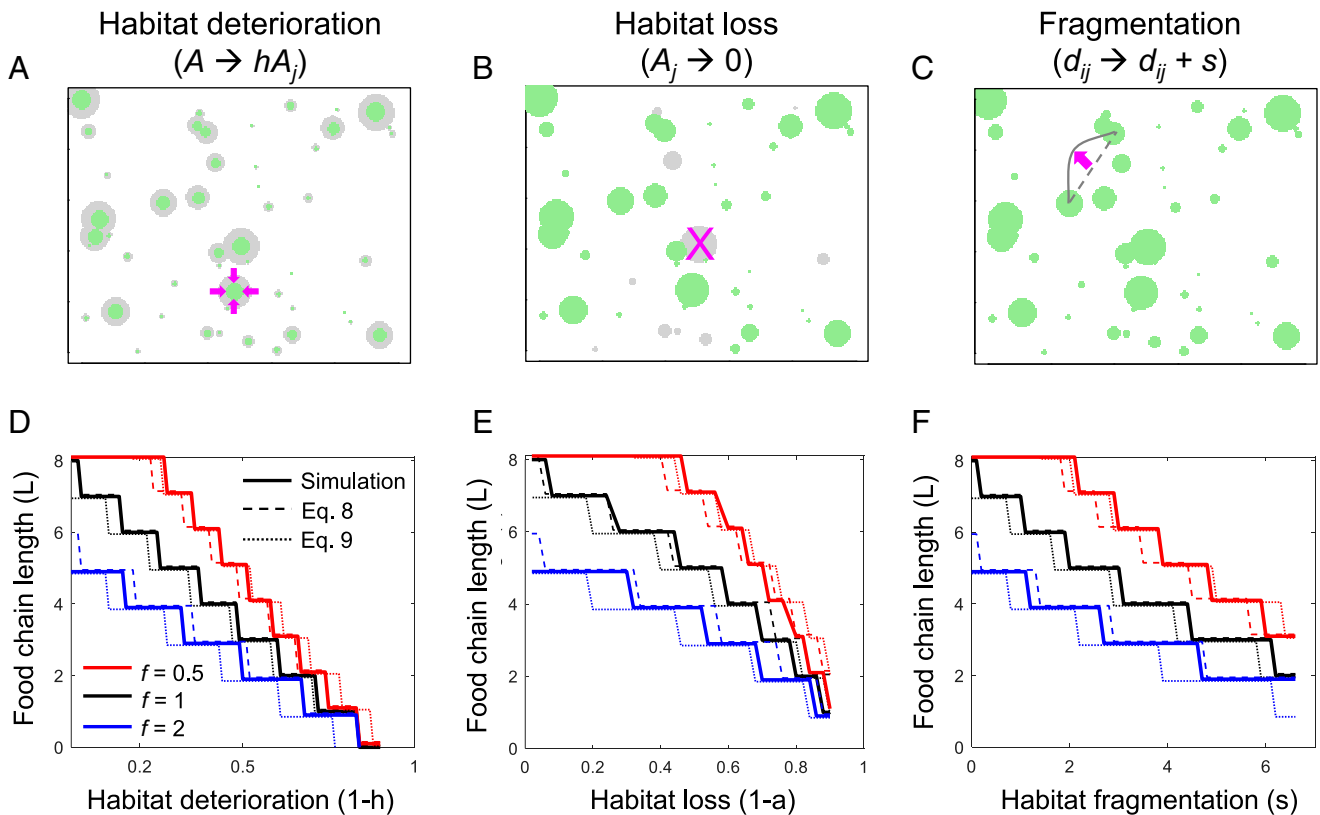 Habitat deterioration
(A → hAj)
Habitat loss
(Aj → 0)
Fragmentation
(dij → dij + s)
A
B
X
C
D
Food chain length (L)
8
6
4
2
0
Simulation
Eq. 8
Eq. 9
f = 0.5
f = 1
f = 2
0.2
0.5
1
Habitat deterioration (1-h)
E
Food chain length (L)
8
6
4
2
0
0
0.2
0.4
0.6
0.8
1
Habitat loss (1-a)
F
Food chain length (L)
8
6
4
2
0
0
2
4
6
Habitat fragmentation (s)